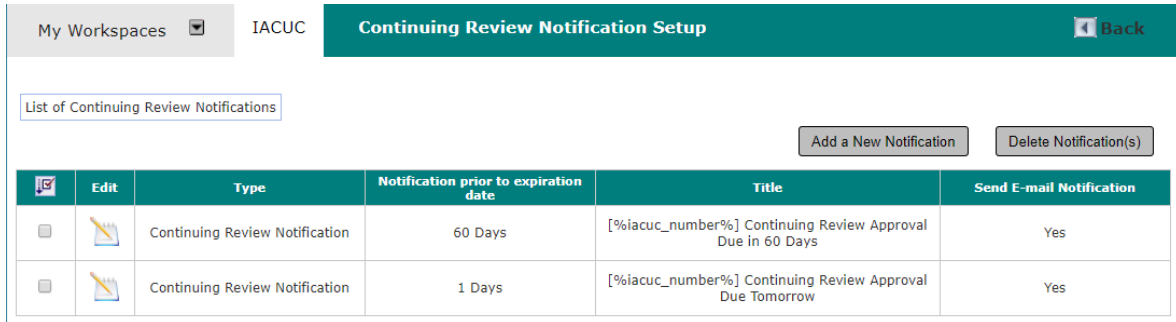 My Workspaces IACUC Continuing Review Notification Setup Back
List of Continuing Review Notifications
Add a New Notification Delete Notification(s)
Edit Type Notification prior to expiration date Title Send E-mail Notification
Continuing Review Notification 60 Days [%iacuc_number%] Continuing Review Approval Due in 60 Days Yes
Continuing Review Notification 1 Days [%iacuc_number%] Continuing Review Approval Due Tomorrow Yes